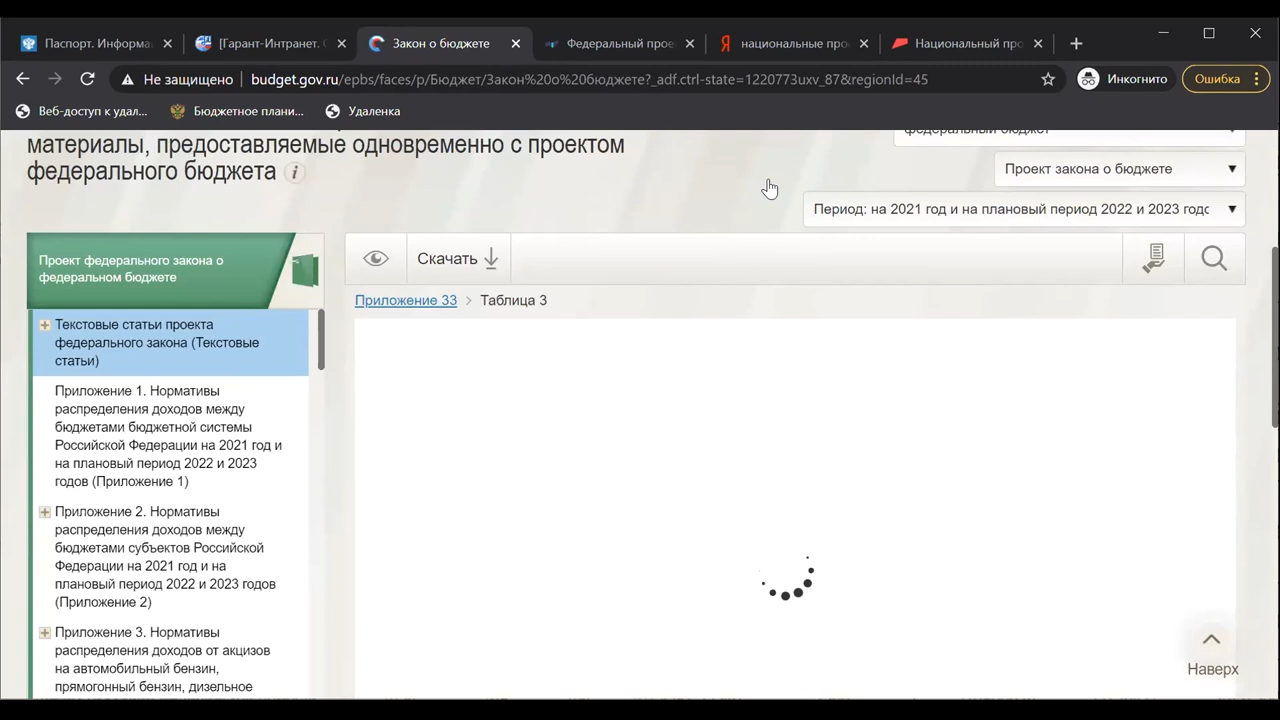 Паспорт. Информа
[Гарант-Интранет. С
Закон о бюджете
Федеральный прое
национальные про
Национальный про
Не защищено
budget.gov.ru/epbs/faces/p/Бюджет/Закон%20о%20бюджете?_adf.ctrl-state=1220773uxv_87&regionId=45
Инкогнито
Ошибка
Веб-доступ к удал...
Бюджетное плани...
Удаленка
материалы, предоставляемые одновременно с проектом
федерального бюджета
федеральный бюджет
Проект закона о бюджете
Период: на 2021 год и на плановый период 2022 и 2023 годо
Проект федерального закона о
федеральном бюджете
Скачать
Приложение 33 > Таблица 3
Текстовые статьи проекта
федерального закона (Текстовые
статьи)
Приложение 1. Нормативы
распределения доходов между
бюджетами бюджетной системы
Российской Федерации на 2021 год и
на плановый период 2022 и 2023
годов (Приложение 1)
Приложение 2. Нормативы
распределения доходов между
бюджетами субъектов Российской
Федерации на 2021 год и на
плановый период 2022 и 2023 годов
(Приложение 2)
Приложение 3. Нормативы
распределения доходов от акцизов
на автомобильный бензин,
прямогонный бензин, дизельное
Наверх